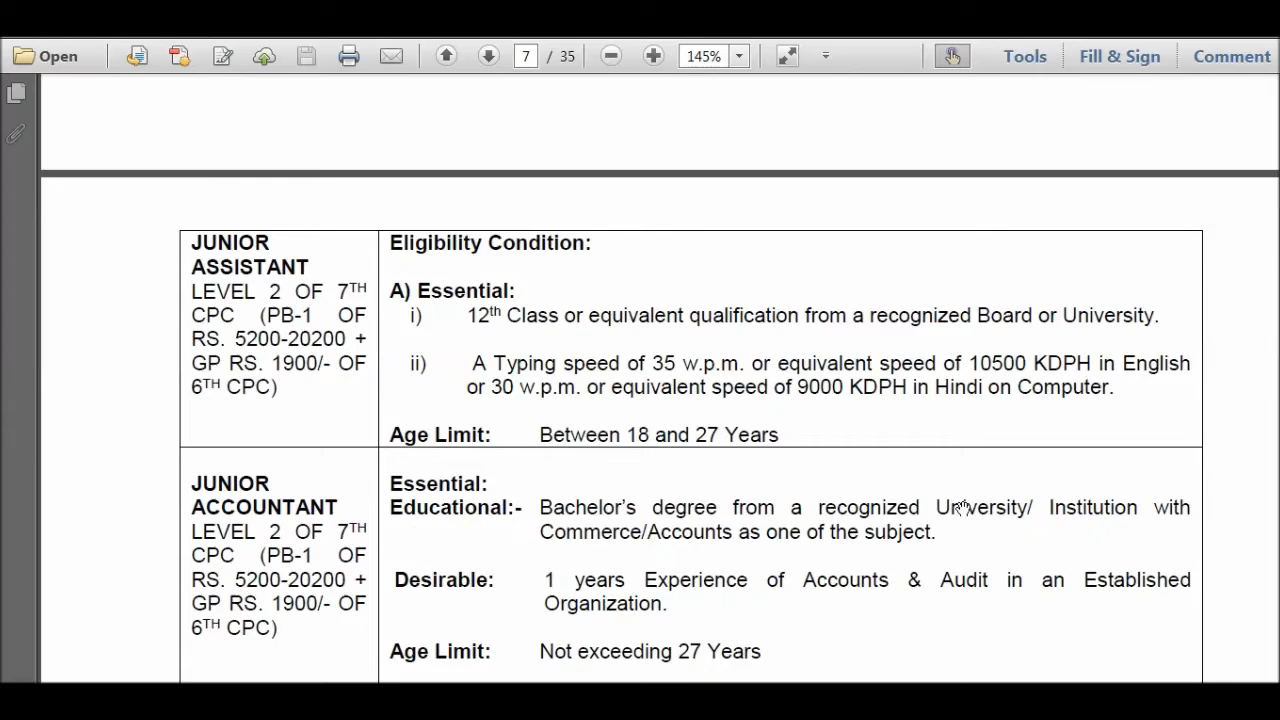 Open 7 / 35 145% Tools Fill & Sign Comment
JUNIOR
ASSISTANT
LEVEL 2 OF 7TH
CPC (PB-1 OF
RS. 5200-20200 +
GP RS. 1900/- OF
6TH CPC)
Eligibility Condition:
A) Essential:
i) 12th Class or equivalent qualification from a recognized Board or University.
ii) A Typing speed of 35 w.p.m. or equivalent speed of 10500 KDPH in English
or 30 w.p.m. or equivalent speed of 9000 KDPH in Hindi on Computer.
Age Limit: Between 18 and 27 Years
JUNIOR
ACCOUNTANT
LEVEL 2 OF 7TH
CPC (PB-1 OF
RS. 5200-20200 +
GP RS. 1900/- OF
6TH CPC)
Essential:
Educational:- Bachelor's degree from a recognized University/ Institution with
Commerce/Accounts as one of the subject.
Desirable: 1 years Experience of Accounts & Audit in an Established
Organization.
Age Limit: Not exceeding 27 Years